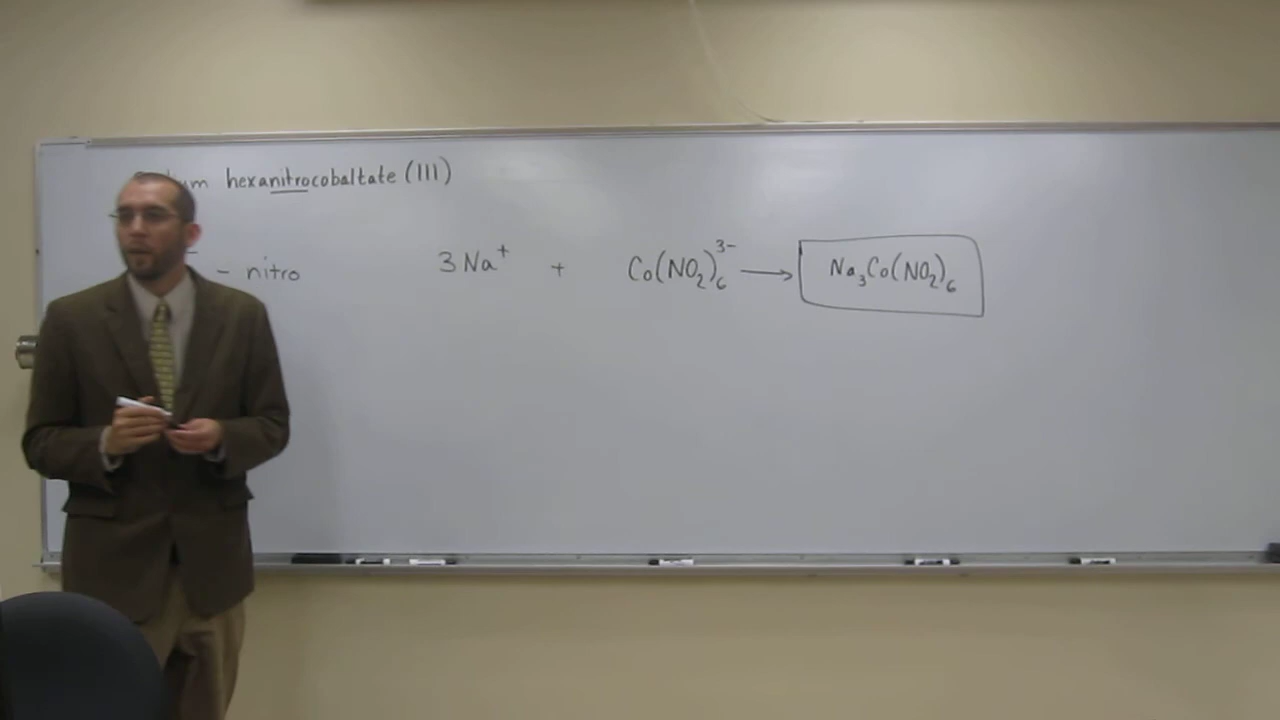 hexanitrocobaltate (III)
- nitro
3 Na⁺ + Co(NO₂)₆³⁻ ⟶ Na₃Co(NO₂)₆